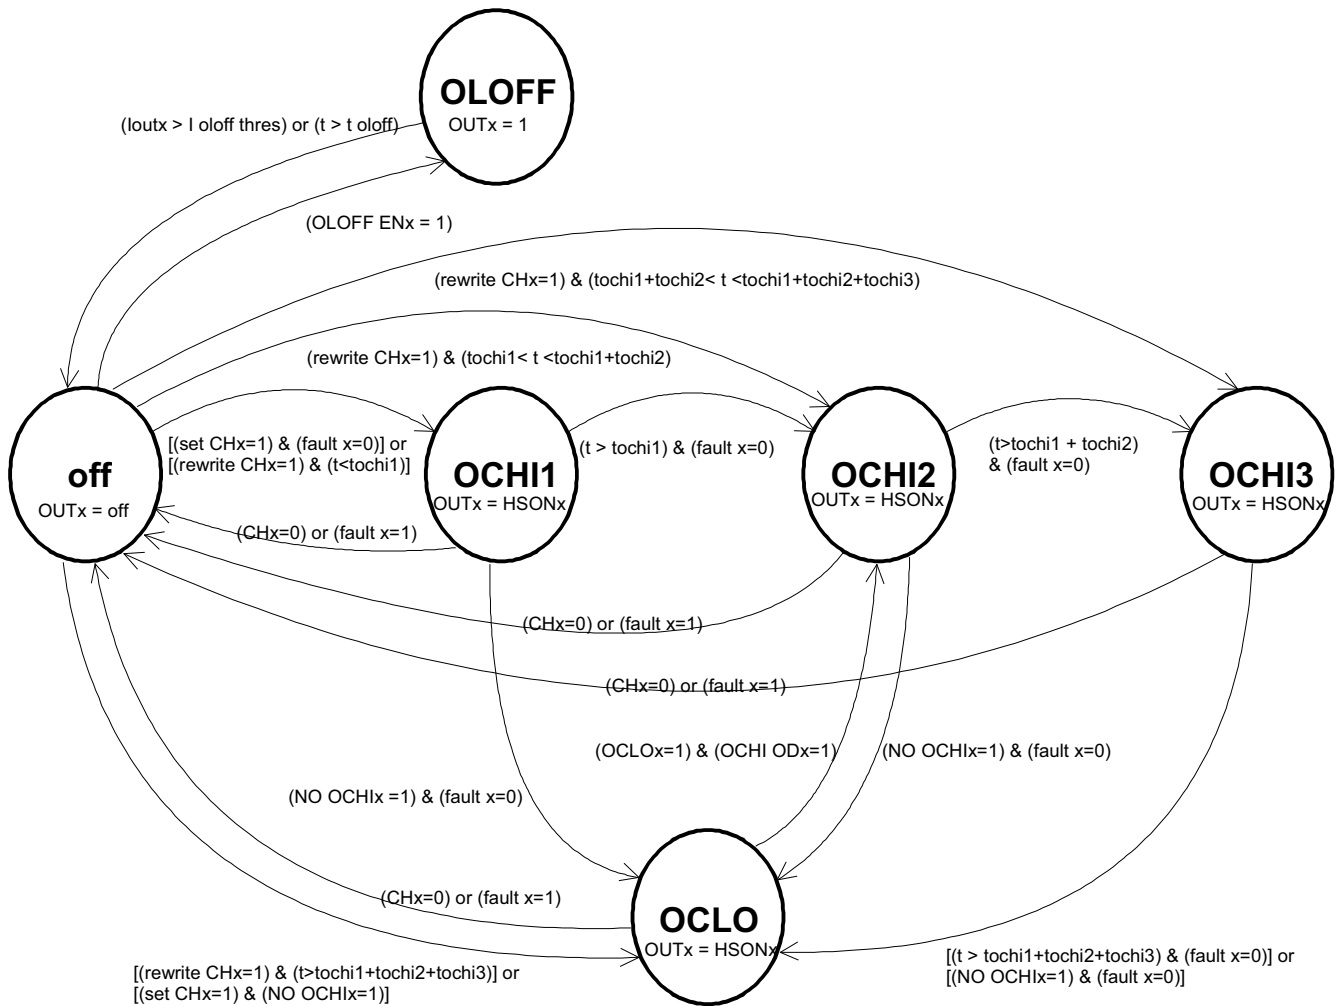 OLOFF
OUTx = 1
(Ioutx > I oloff thres) or (t > t oloff)
(OLOFF ENx = 1)
(rewrite CHx=1) & (tochi1+tochi2< t <tochi1+tochi2+tochi3)
(rewrite CHx=1) & (tochi1< t <tochi1+tochi2)
[(set CHx=1) & (fault x=0)] or
[(rewrite CHx=1) & (t<tochi1)]
(t > tochi1) & (fault x=0)
(t>tochi1 + tochi2)
& (fault x=0)
off
OUTx = off
OCHI1
OUTx = HSONx
OCHI2
OUTx = HSONx
OCHI3
OUTx = HSONx
(CHx=0) or (fault x=1)
(CHx=0) or (fault x=1)
(CHx=0) or (fault x=1)
(OCLOx=1) & (OCHI ODx=1)
(NO OCHIx=1) & (fault x=0)
(NO OCHIx =1) & (fault x=0)
(CHx=0) or (fault x=1)
OCLO
OUTx = HSONx
[(rewrite CHx=1) & (t>tochi1+tochi2+tochi3)] or
[(set CHx=1) & (NO OCHIx=1)]
[(t > tochi1+tochi2+tochi3) & (fault x=0)] or
[(NO OCHIx=1) & (fault x=0)]